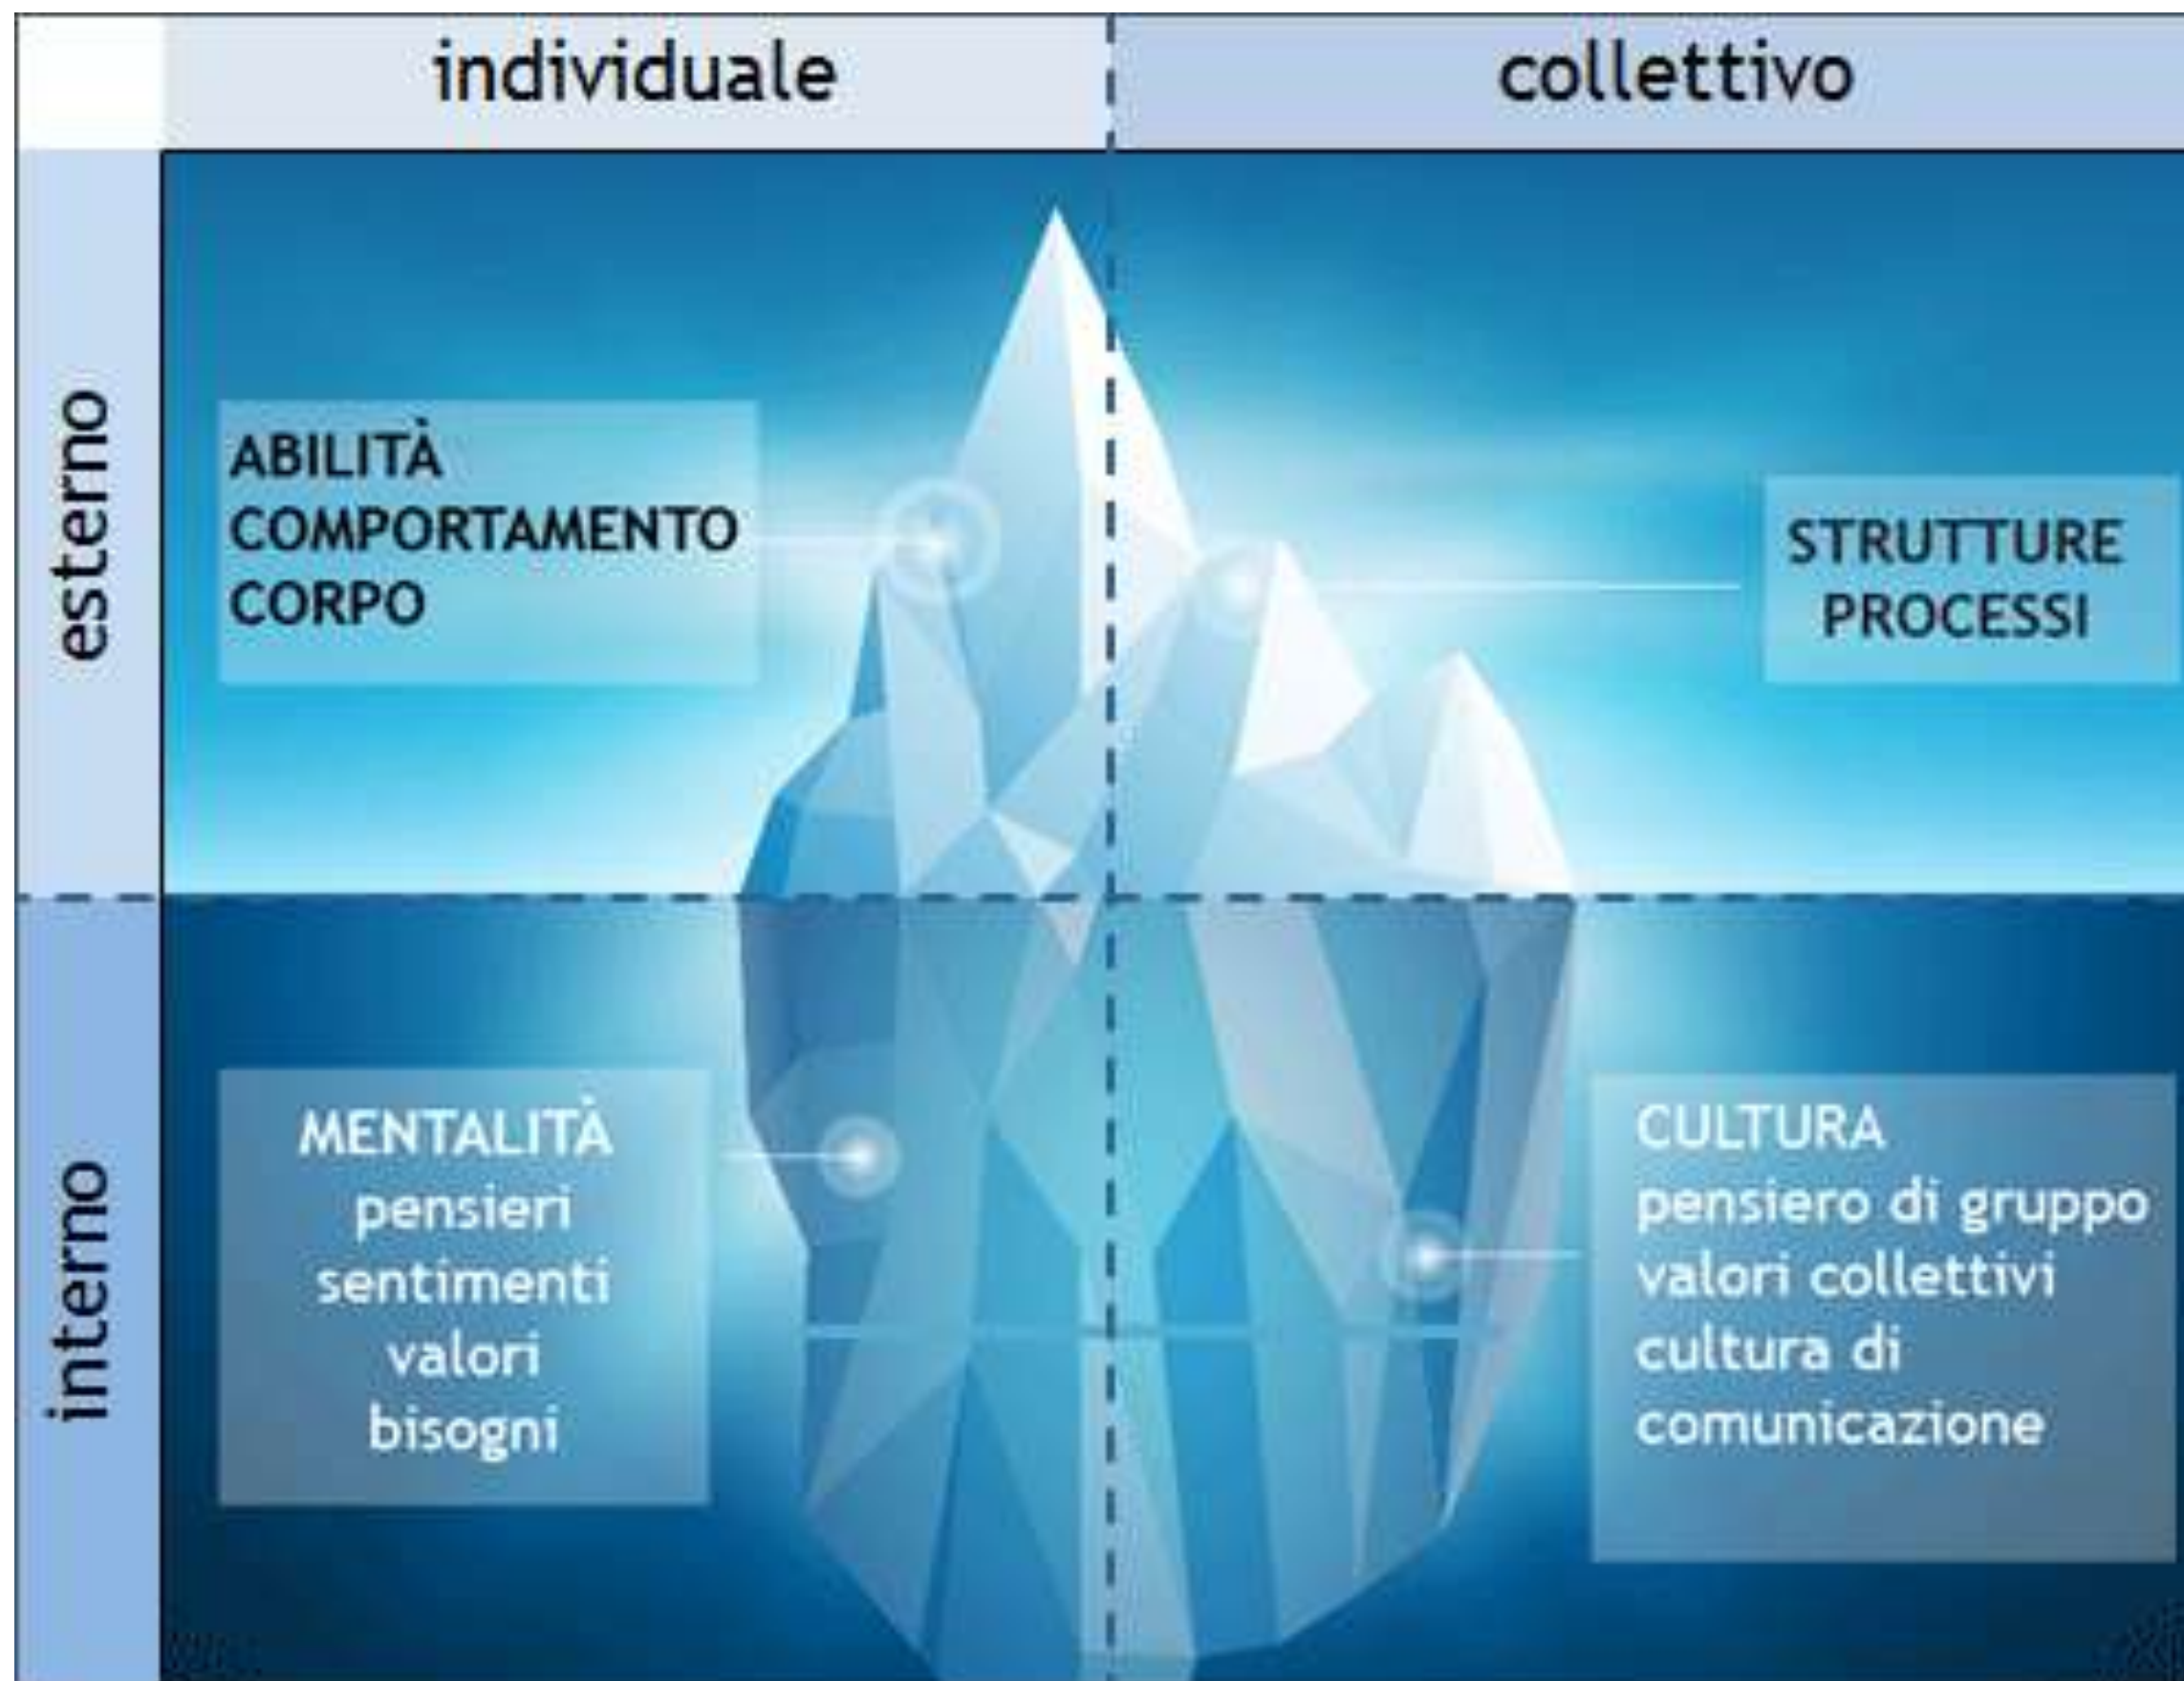 individuale
collettivo
esterno
ABILITÀ
COMPORTAMENTO
CORPO
STRUTTURE
PROCESSI
interno
MENTALITÀ
pensieri
sentimenti
valori
bisogni
CULTURA
pensiero di gruppo
valori collettivi
cultura di
comunicazione